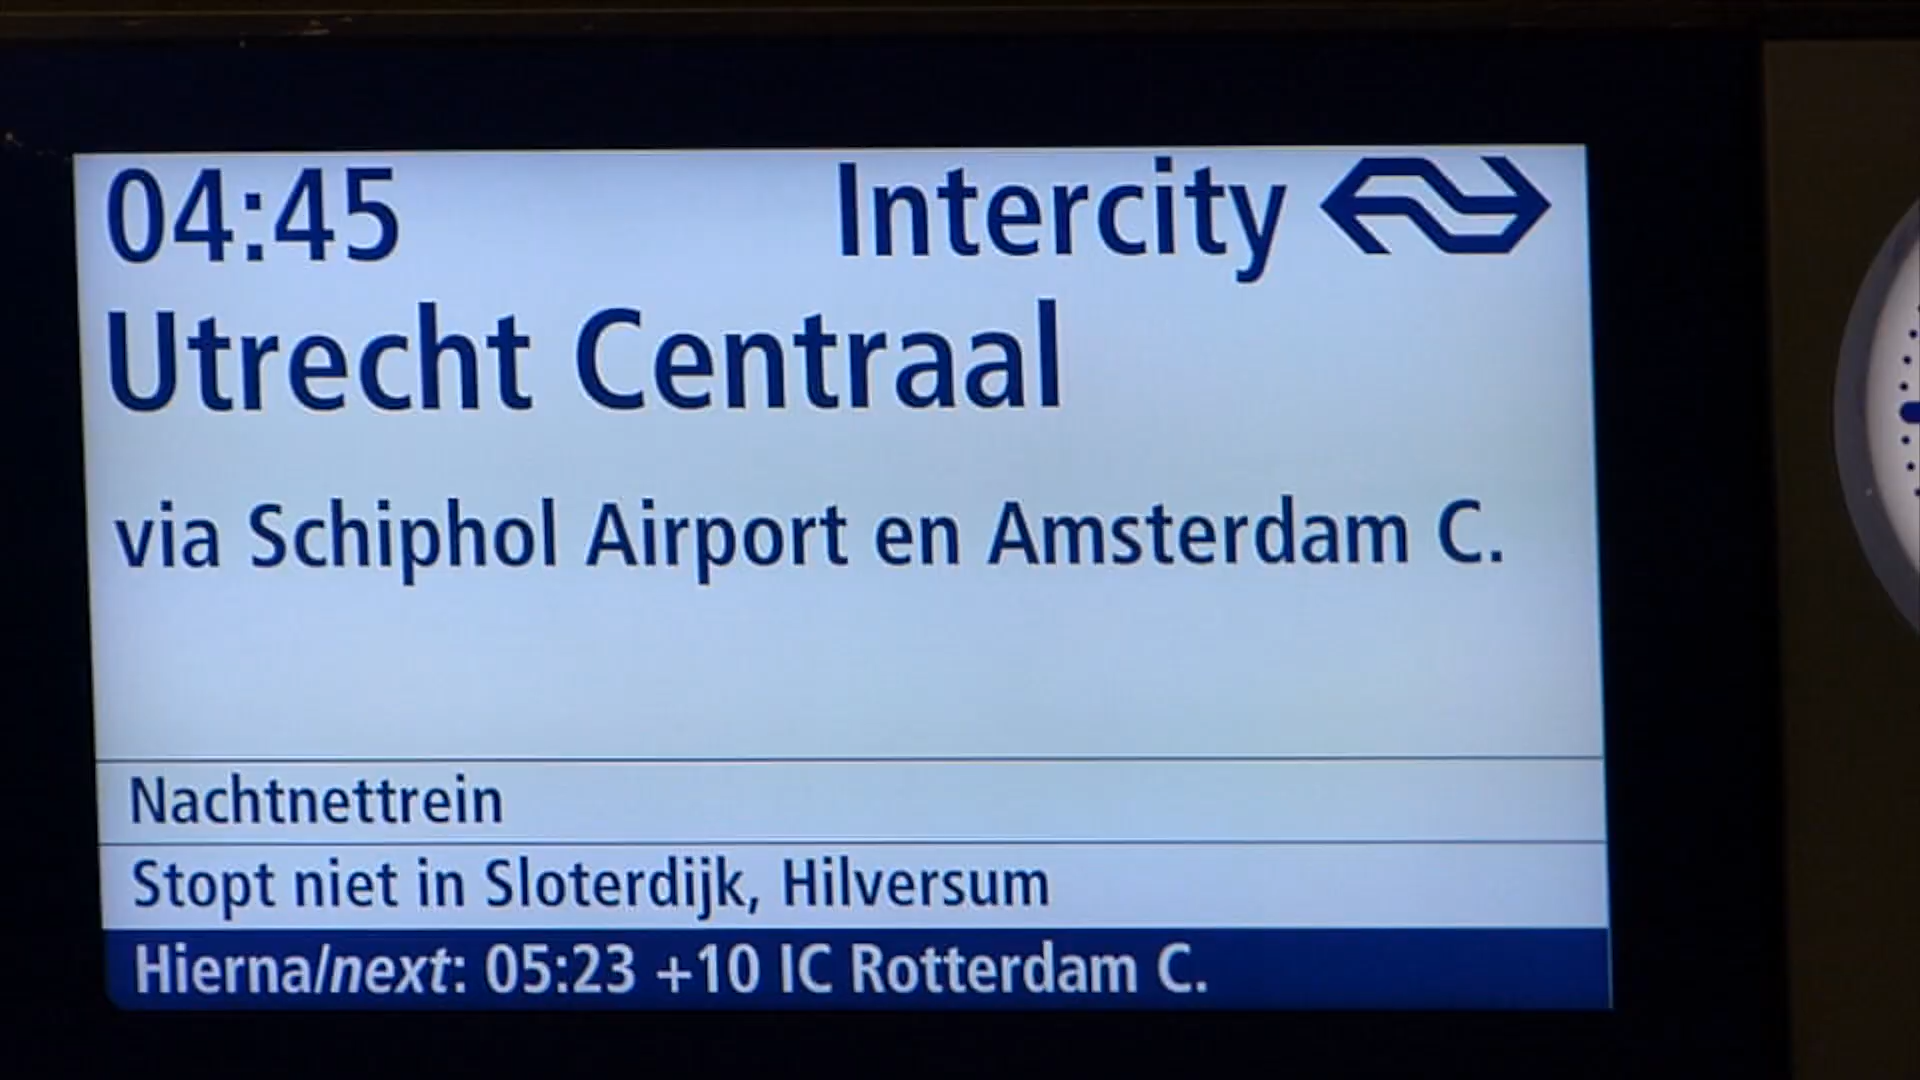 04:45 Intercity
Utrecht Centraal
via Schiphol Airport en Amsterdam C.
Nachtnettrein
Stopt niet in Sloterdijk, Hilversum
Hierna/next: 05:23 +10 IC Rotterdam C.